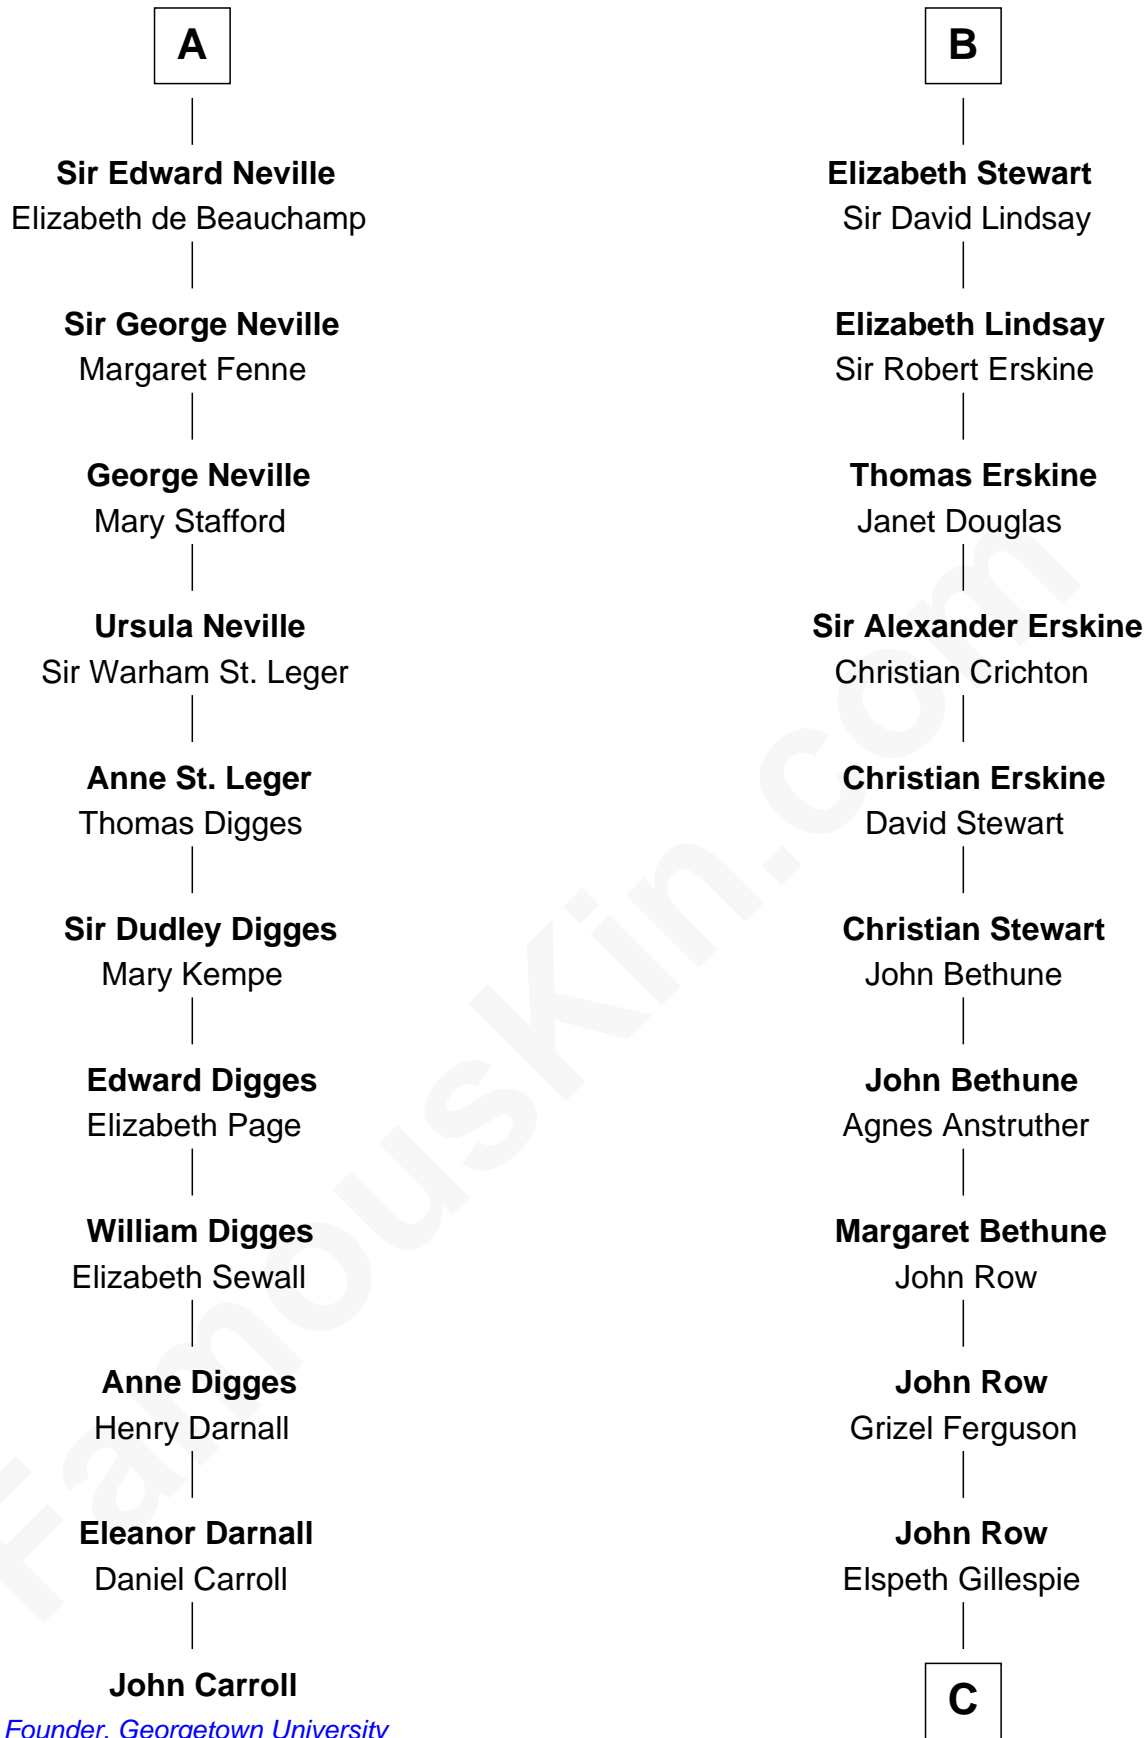 A
Sir Edward Neville
Elizabeth de Beauchamp
Sir George Neville
Margaret Fenne
George Neville
Mary Stafford
Ursula Neville
Sir Warham St. Leger
Anne St. Leger
Thomas Digges
Sir Dudley Digges
Mary Kempe
Edward Digges
Elizabeth Page
William Digges
Elizabeth Sewall
Anne Digges
Henry Darnall
Eleanor Darnall
Daniel Carroll
John Carroll
Founder, Georgetown University
B
Elizabeth Stewart
Sir David Lindsay
Elizabeth Lindsay
Sir Robert Erskine
Thomas Erskine
Janet Douglas
Sir Alexander Erskine
Christian Crichton
Christian Erskine
David Stewart
Christian Stewart
John Bethune
John Bethune
Agnes Anstruther
Margaret Bethune
John Row
John Row
Grizel Ferguson
John Row
Elspeth Gillespie
C
FamousKin.com